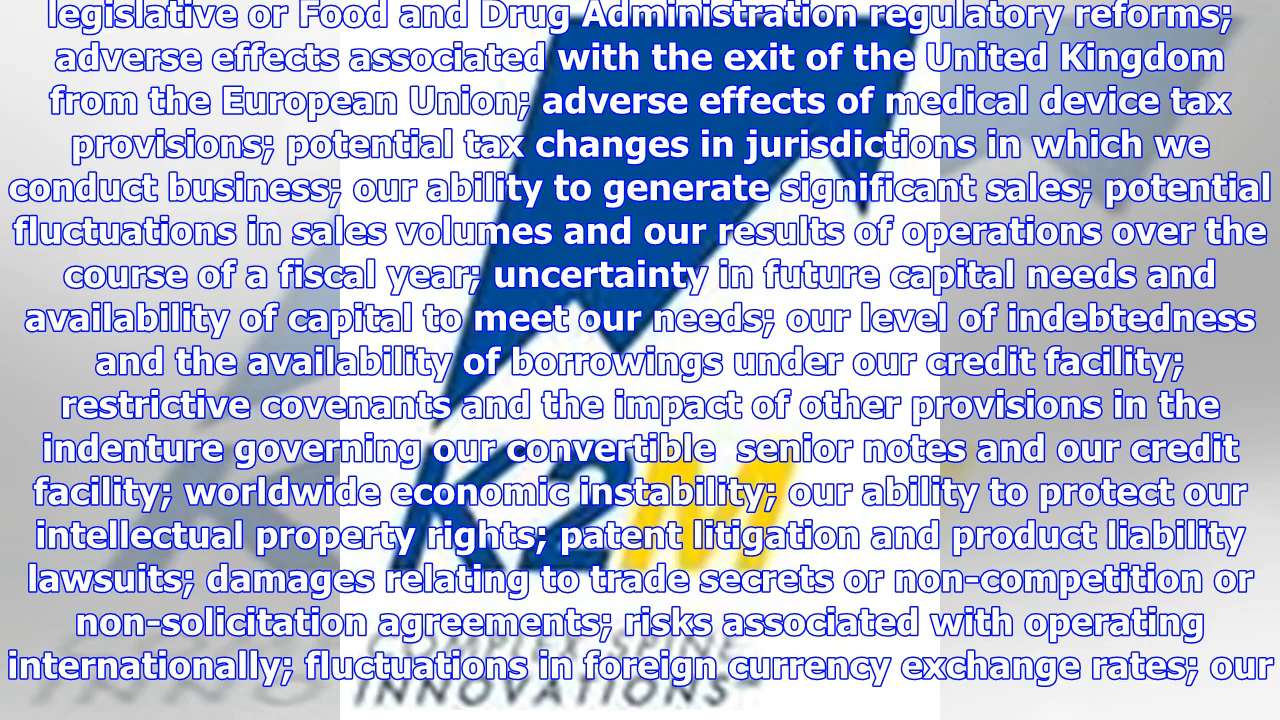 legislative or Food and Drug Administration regulatory reforms;
adverse effects associated with the exit of the United Kingdom
from the European Union; adverse effects of medical device tax
provisions; potential tax changes in jurisdictions in which we
conduct business; our ability to generate significant sales; potential
fluctuations in sales volumes and our results of operations over the
course of a fiscal year; uncertainty in future capital needs and
availability of capital to meet our needs; our level of indebtedness
and the availability of borrowings under our credit facility;
restrictive covenants and the impact of other provisions in the
indenture governing our convertible  senior notes and our credit
facility; worldwide economic instability; our ability to protect our
intellectual property rights; patent litigation and product liability
lawsuits; damages relating to trade secrets or non-competition or
non-solicitation agreements; risks associated with operating
internationally; fluctuations in foreign currency exchange rates; our
K2M
COMPLEX SPINE
INNOVATIONS